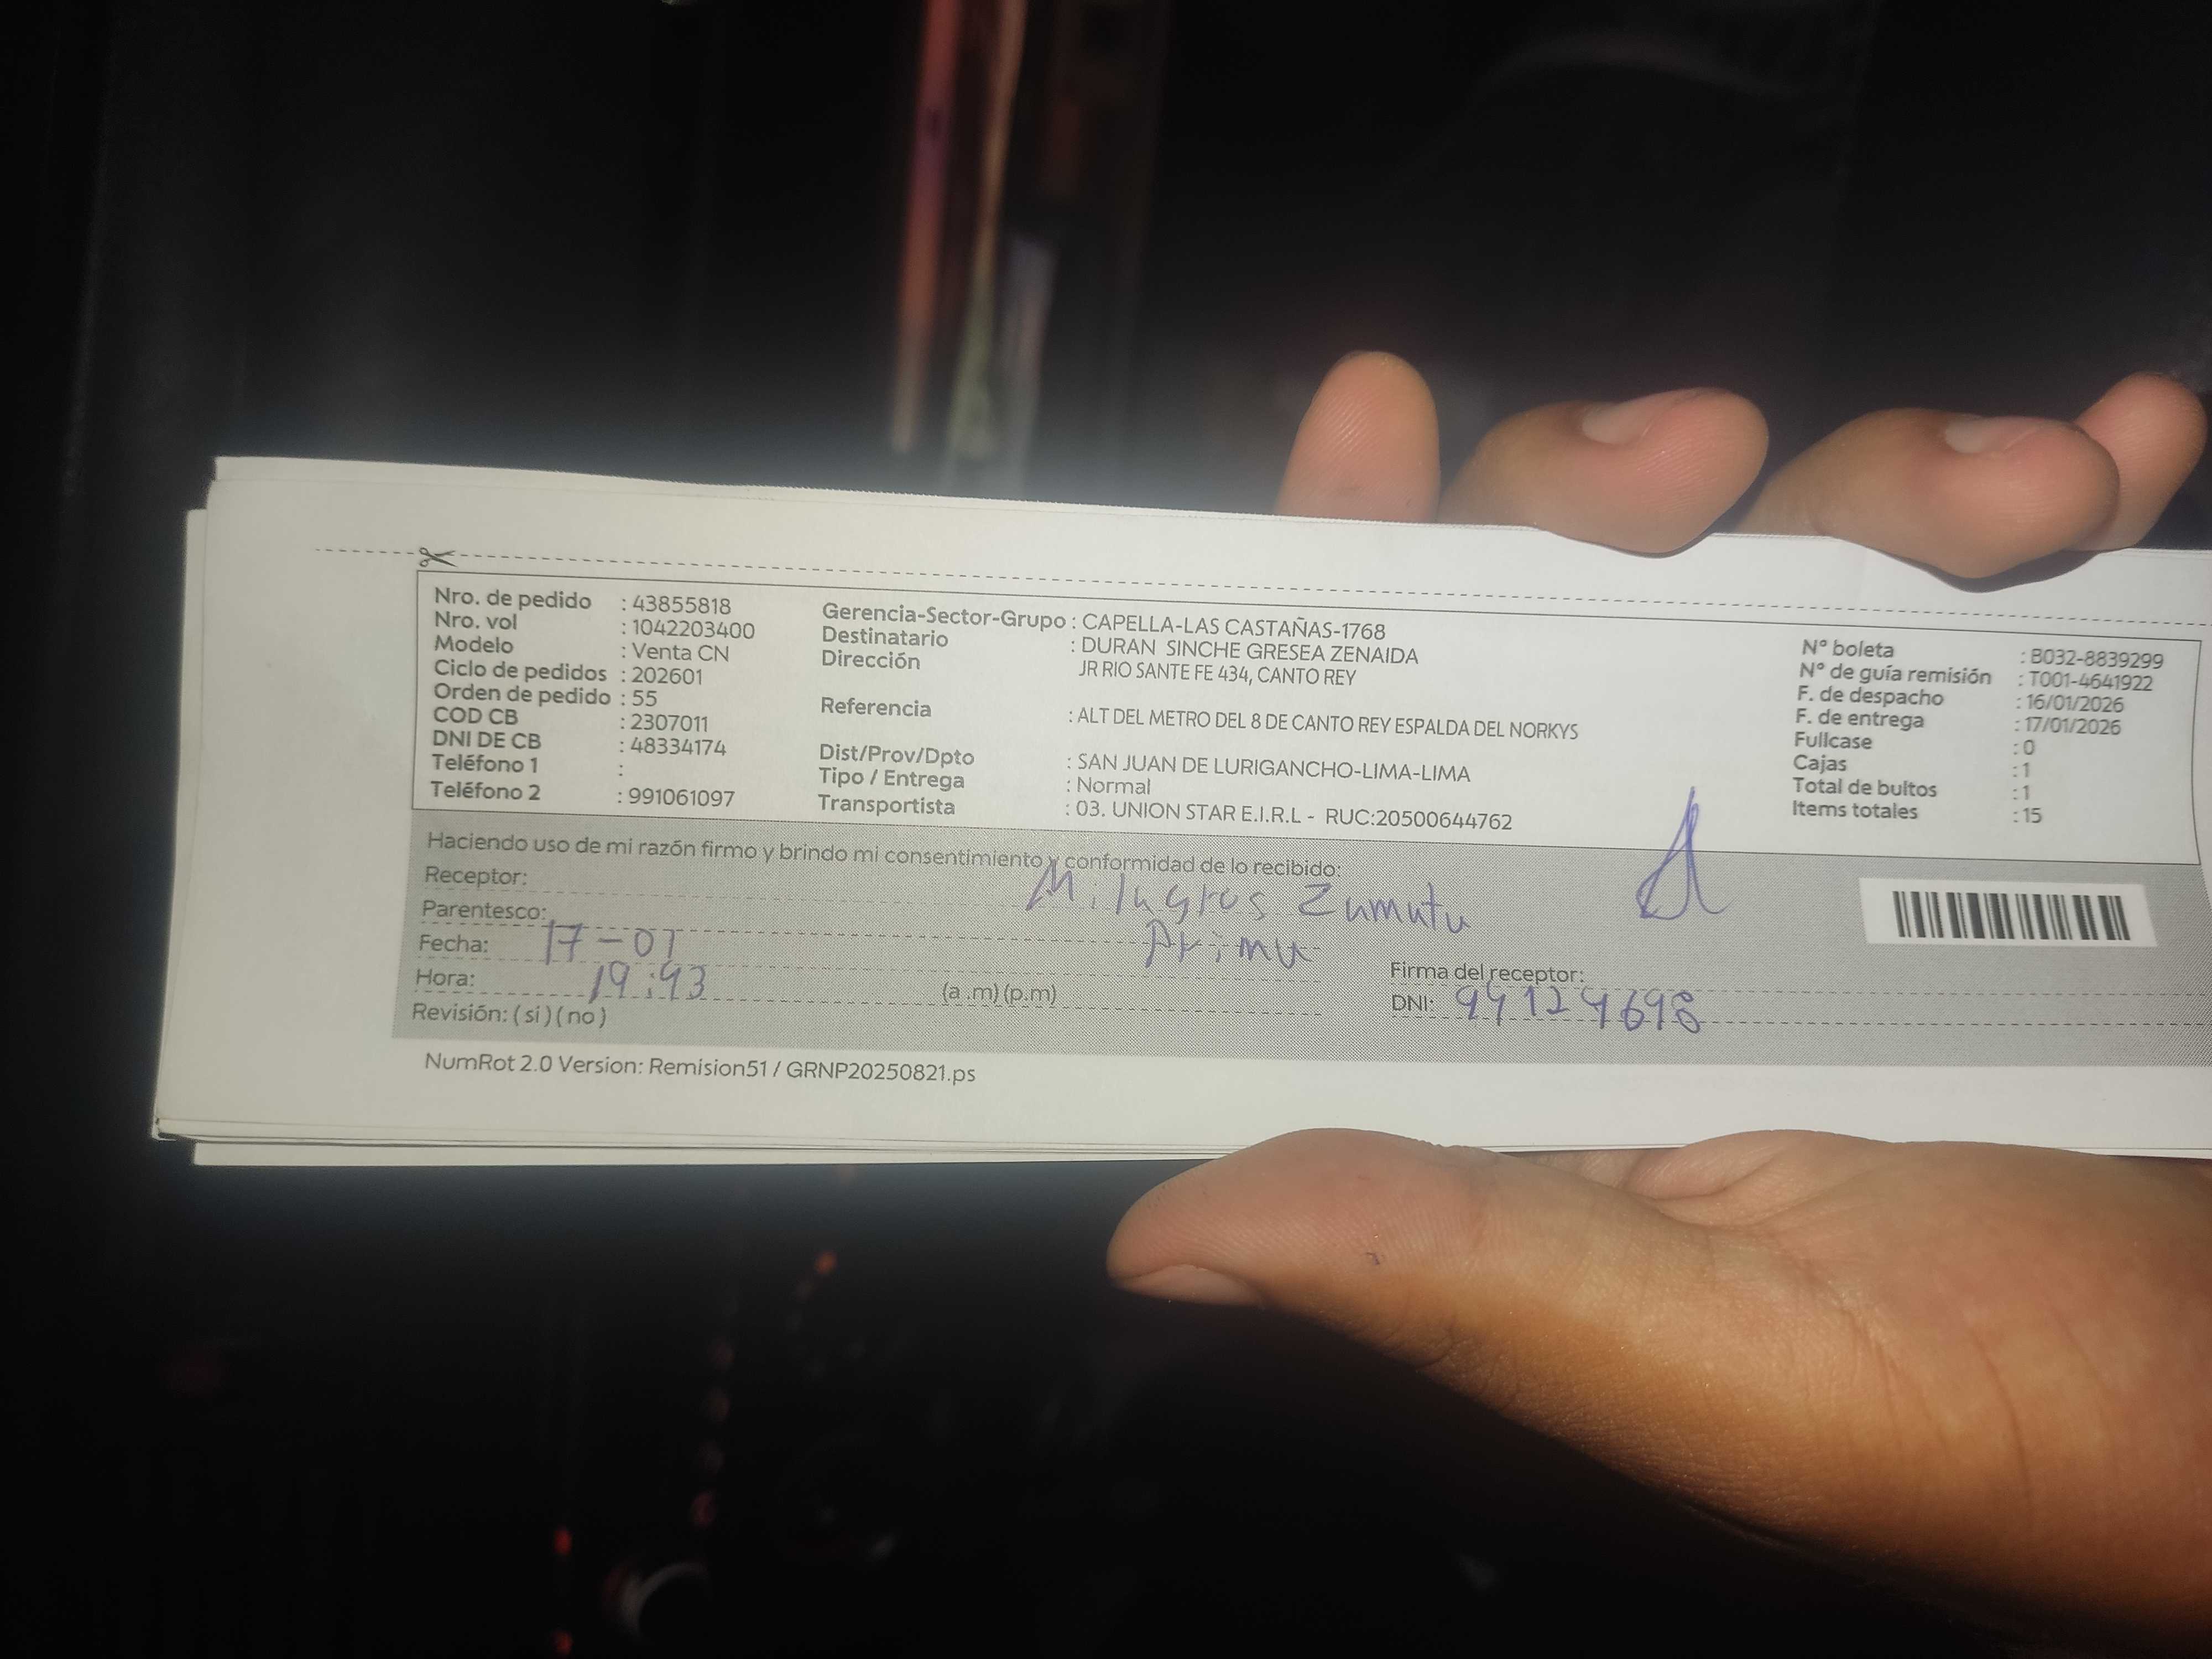 Nro. de pedido : 43855818
Nro. vol : 1042203400
Modelo : Venta CN
Ciclo de pedidos : 202601
Orden de pedido : 55
COD CB : 2307011
DNI DE CB : 48334174
Teléfono 1 :
Teléfono 2 : 991061097
Gerencia-Sector-Grupo : CAPELLA-LAS CASTAÑAS-1768
Destinatario : DURAN SINCHE GRESEA ZENAIDA
Dirección JR RIO SANTE FE 434, CANTO REY
Referencia : ALT DEL METRO DEL 8 DE CANTO REY ESPALDA DEL NORKYS
Dist/Prov/Dpto : SAN JUAN DE LURIGANCHO-LIMA-LIMA
Tipo / Entrega : Normal
Transportista : 03. UNION STAR E.I.R.L - RUC:20500644762
N° boleta : B032-8839299
N° de guía remisión : T001-4641922
F. de despacho : 16/01/2026
F. de entrega : 17/01/2026
Fullcase : 0
Cajas : 1
Total de bultos : 1
Items totales : 15
Haciendo uso de mi razón firmo y brindo mi consentimiento y conformidad de lo recibido:
Receptor: Milagros Zumutu
Parentesco: Prima
Fecha: 17-01
Hora: 19:43 (a .m) (p.m)
Revisión: ( si ) ( no )
Firma del receptor:
DNI: 44124698
NumRot 2.0 Version: Remision51 / GRNP20250821.ps